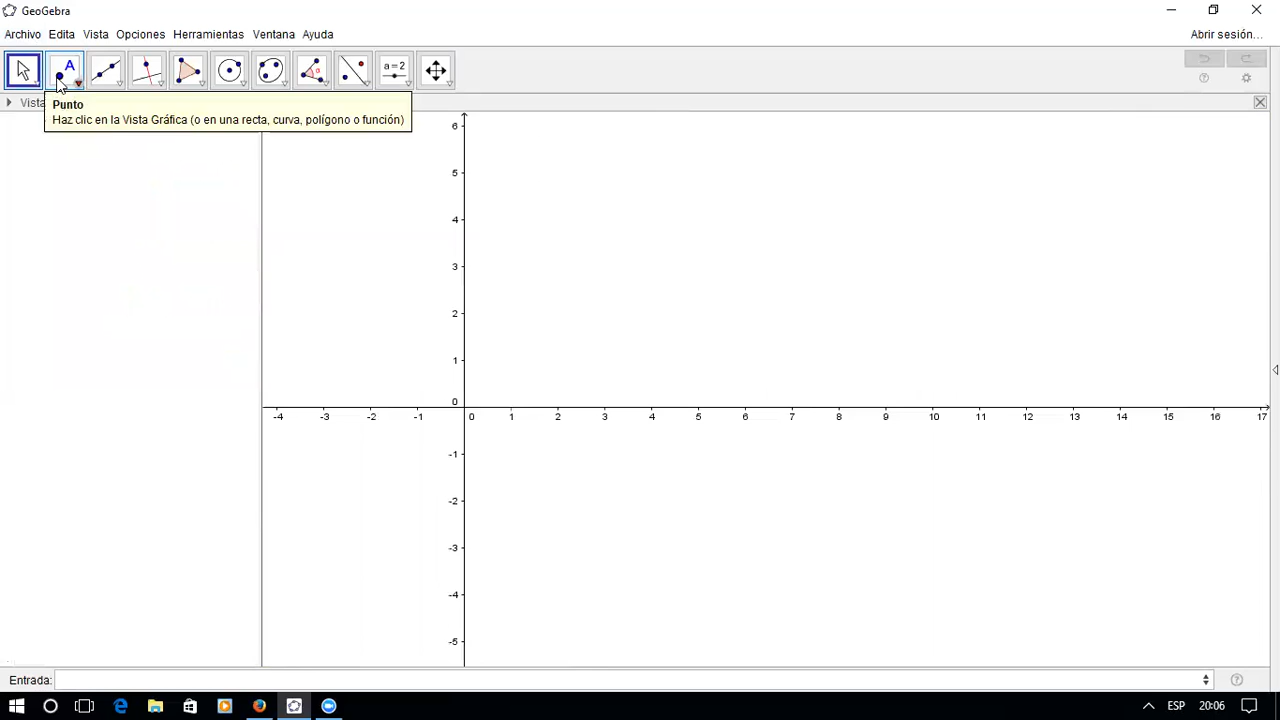 GeoGebra
Archivo Edita Vista Opciones Herramientas Ventana Ayuda
Abrir sesión...
A
α
a=2
Vista
Punto
Haz clic en la Vista Gráfica (o en una recta, curva, polígono o función)
6
5
4
3
2
1
0
-4 -3 -2 -1 0 1 2 3 4 5 6 7 8 9 10 11 12 13 14 15 16 17
-1
-2
-3
-4
-5
Entrada:
ESP 20:06